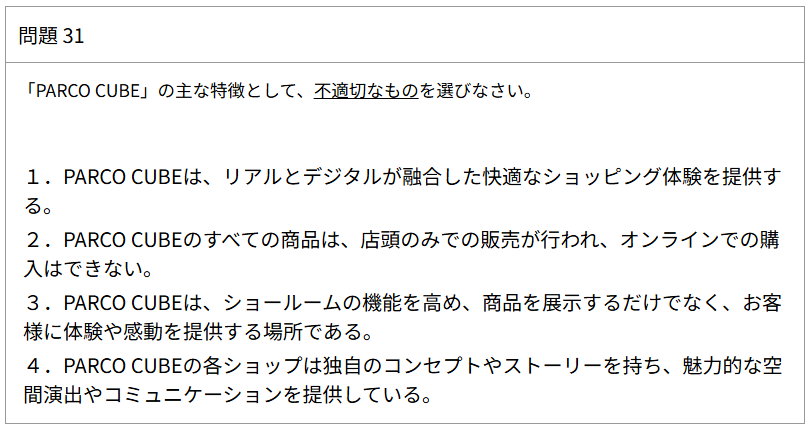 問題 31
「PARCO CUBE」の主な特徴として、不適切なものを選びなさい。
１．PARCO CUBEは、リアルとデジタルが融合した快適なショッピング体験を提供す
る。
２．PARCO CUBEのすべての商品は、店頭のみでの販売が行われ、オンラインでの購
入はできない。
３．PARCO CUBEは、ショールームの機能を高め、商品を展示するだけでなく、お客
様に体験や感動を提供する場所である。
４．PARCO CUBEの各ショップは独自のコンセプトやストーリーを持ち、魅力的な空
間演出やコミュニケーションを提供している。